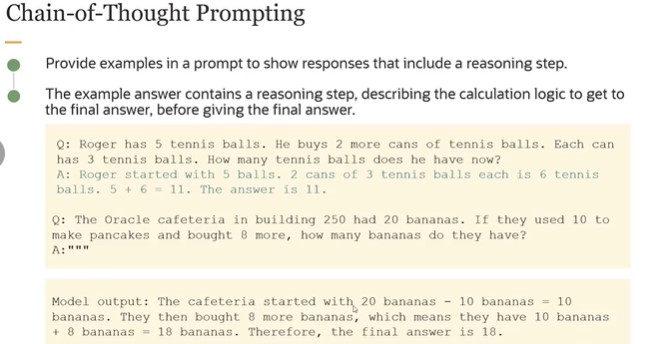 Chain-of-Thought Prompting
Provide examples in a prompt to show responses that include a reasoning step.
The example answer contains a reasoning step, describing the calculation logic to get to
the final answer, before giving the final answer.
Q: Roger has 5 tennis balls. He buys 2 more cans of tennis balls. Each can
has 3 tennis balls. How many tennis balls does he have now?
A: Roger started with 5 balls. 2 cans of 3 tennis balls each is 6 tennis
balls. 5 + 6 = 11. The answer is 11.
Q: The Oracle cafeteria in building 250 had 20 bananas. If they used 10 to
make pancakes and bought 8 more, how many bananas do they have?
A:"""
Model output: The cafeteria started with 20 bananas - 10 bananas = 10
bananas. They then bought 8 more bananas, which means they have 10 bananas
+ 8 bananas = 18 bananas. Therefore, the final answer is 18.